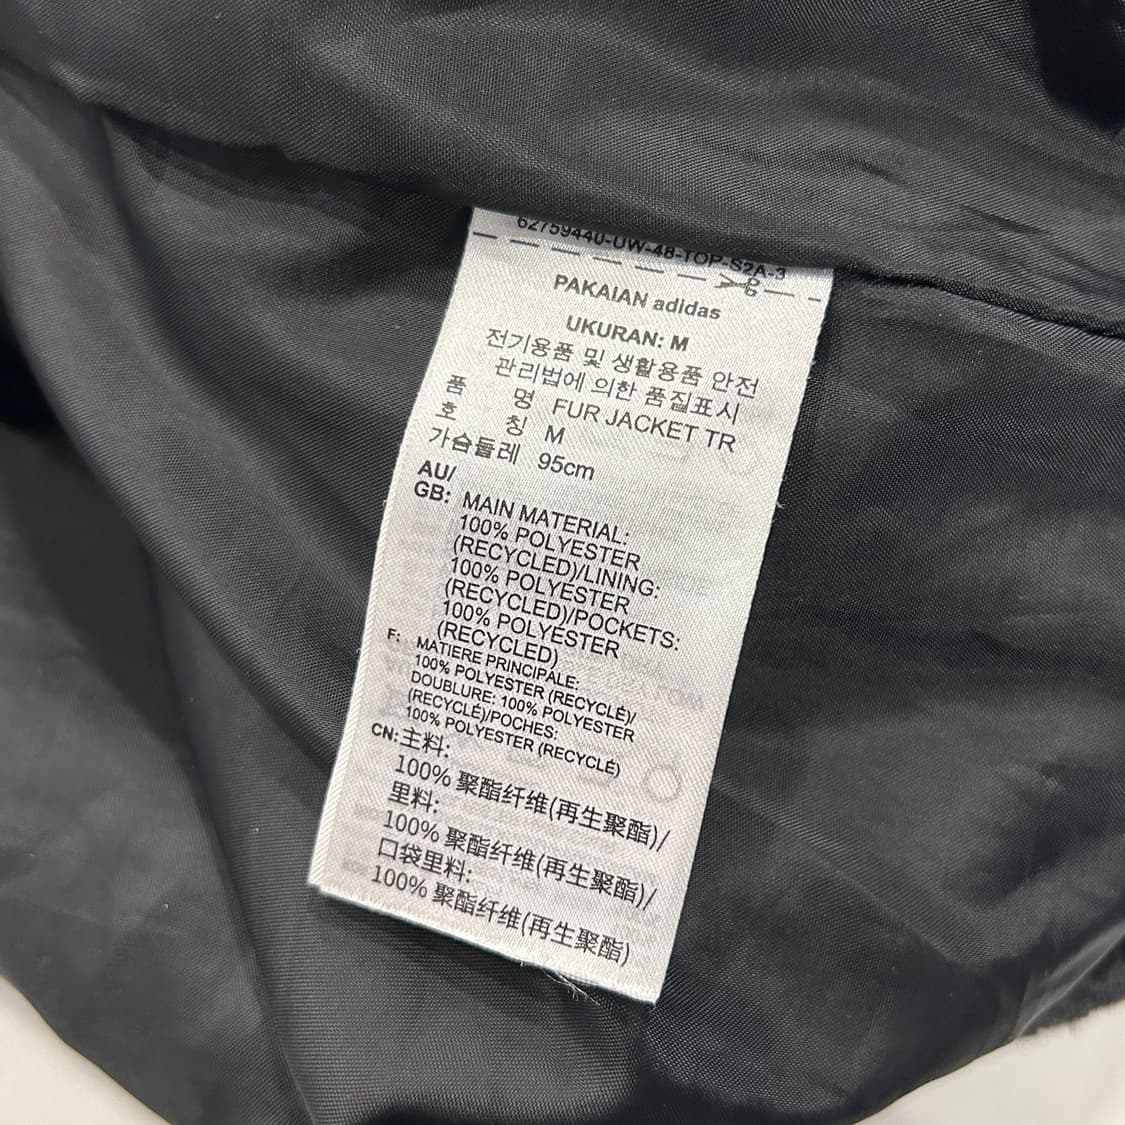 62759440-UW-48-TOP-S2A-3
PAKAIAN adidas
UKURAN: M
전기용품 및 생활용품 안전
관리법에 의한 품질표시
품 명 FUR JACKET TR
호 칭 M
가슴둘레 95cm
AU/
GB: MAIN MATERIAL:
100% POLYESTER
(RECYCLED)/LINING:
100% POLYESTER
(RECYCLED)/POCKETS:
100% POLYESTER
(RECYCLED)
F: MATIERE PRINCIPALE:
100% POLYESTER (RECYCLÉ)/
DOUBLURE: 100% POLYESTER
(RECYCLÉ)/POCHES:
100% POLYESTER (RECYCLÉ)
CN:主料:
100% 聚酯纤维(再生聚酯)/
里料:
100% 聚酯纤维(再生聚酯)/
口袋里料:
100% 聚酯纤维(再生聚酯)